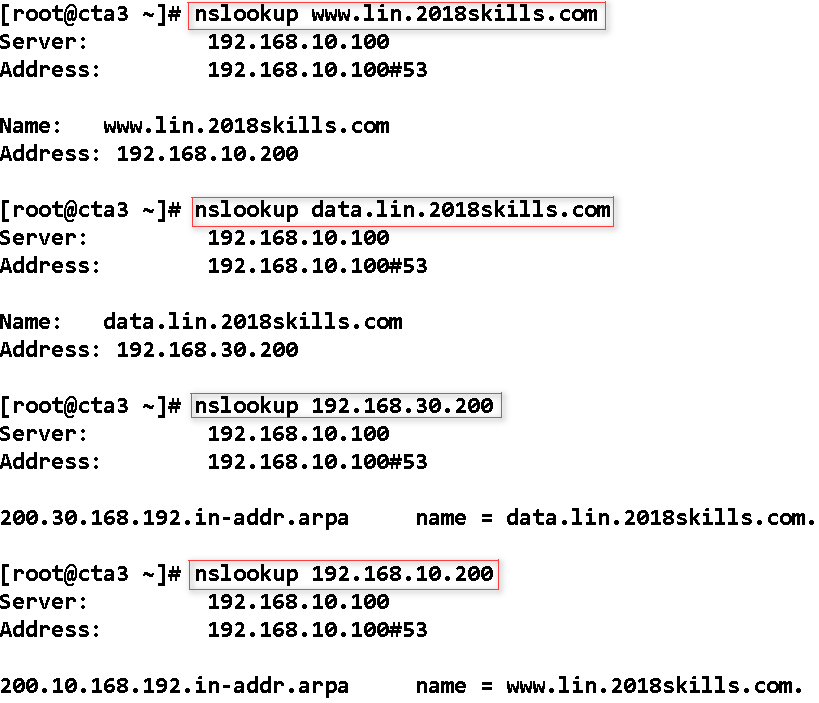 [root@cta3 ~]# nslookup www.lin.2018skills.com
Server:         192.168.10.100
Address:        192.168.10.100#53

Name:   www.lin.2018skills.com
Address: 192.168.10.200

[root@cta3 ~]# nslookup data.lin.2018skills.com
Server:         192.168.10.100
Address:        192.168.10.100#53

Name:   data.lin.2018skills.com
Address: 192.168.30.200

[root@cta3 ~]# nslookup 192.168.30.200
Server:         192.168.10.100
Address:        192.168.10.100#53

200.30.168.192.in-addr.arpa     name = data.lin.2018skills.com.

[root@cta3 ~]# nslookup 192.168.10.200
Server:         192.168.10.100
Address:        192.168.10.100#53

200.10.168.192.in-addr.arpa     name = www.lin.2018skills.com.